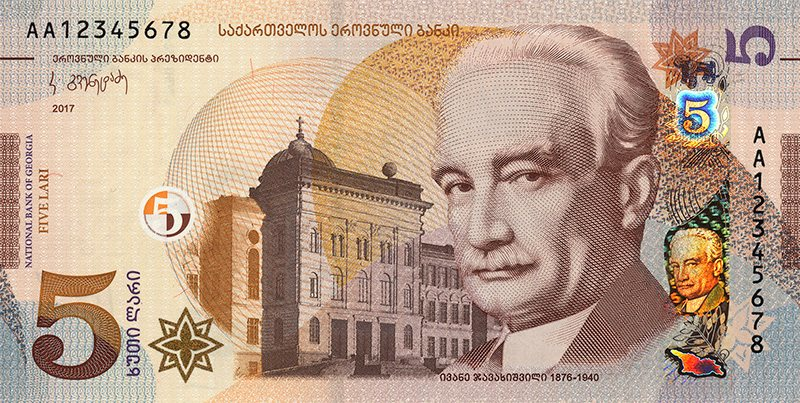 AA12345678
საქართველოს ეროვნული ბანკი
ეროვნული ბანკის პრეზიდენტი
2017
NATIONAL BANK OF GEORGIA
FIVE LARI
5
5
5
5
ხუთი ლარი
AA12345678
ივანე ჯავახიშვილი 1876-1940